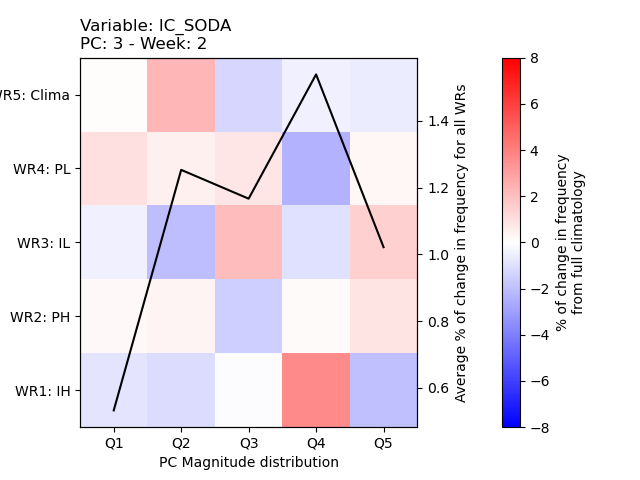 Variable: IC_SODA
PC: 3 - Week: 2
WR5: Clima
WR4: PL
WR3: IL
WR2: PH
WR1: IH
Q1 Q2 Q3 Q4 Q5
PC Magnitude distribution
1.4
1.2
1.0
0.8
0.6
Average % of change in frequency for all WRs
8
6
4
2
0
−2
−4
−6
−8
% of change in frequency
from full climatology